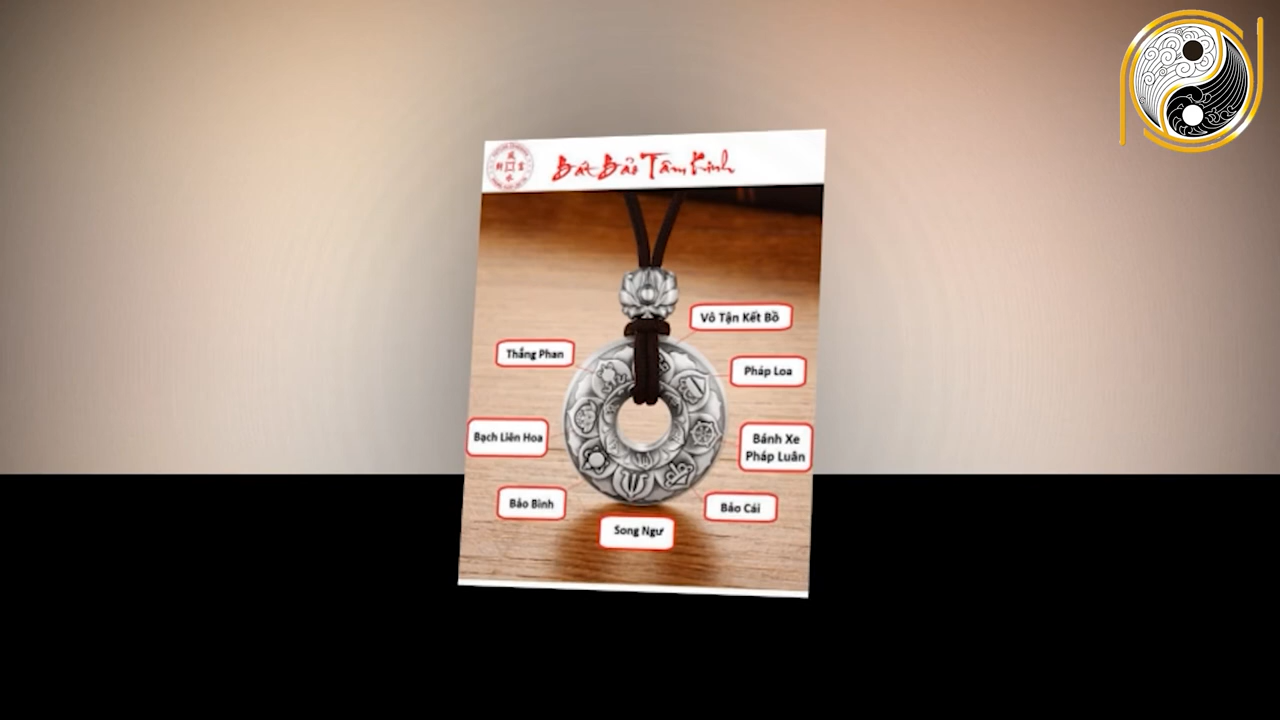 Bát Bảo Tâm Kinh
Vô Tận Kết Bồ
Thắng Phan
Pháp Loa
Bạch Liên Hoa
Bánh Xe
Pháp Luân
Bảo Bình
Bảo Cái
Song Ngư